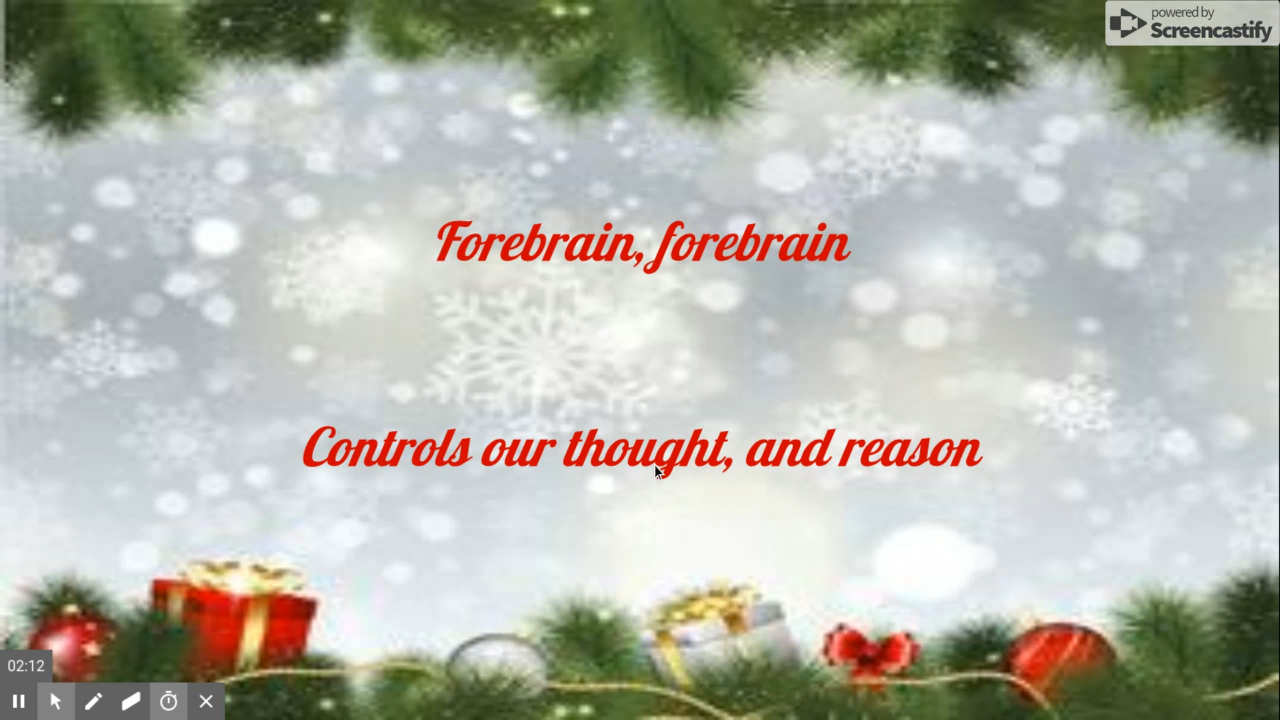 powered by
Screencastify
Forebrain, forebrain
Controls our thought, and reason
02:12